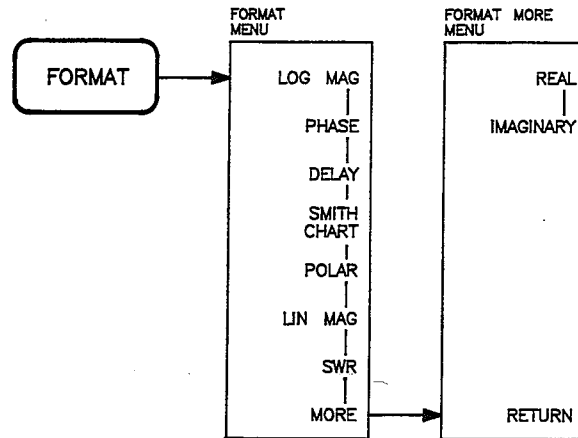 FORMAT
FORMAT
MENU
LOG MAG
PHASE
DELAY
SMITH
CHART
POLAR
LIN MAG
SWR
MORE
FORMAT MORE
MENU
REAL
IMAGINARY
RETURN